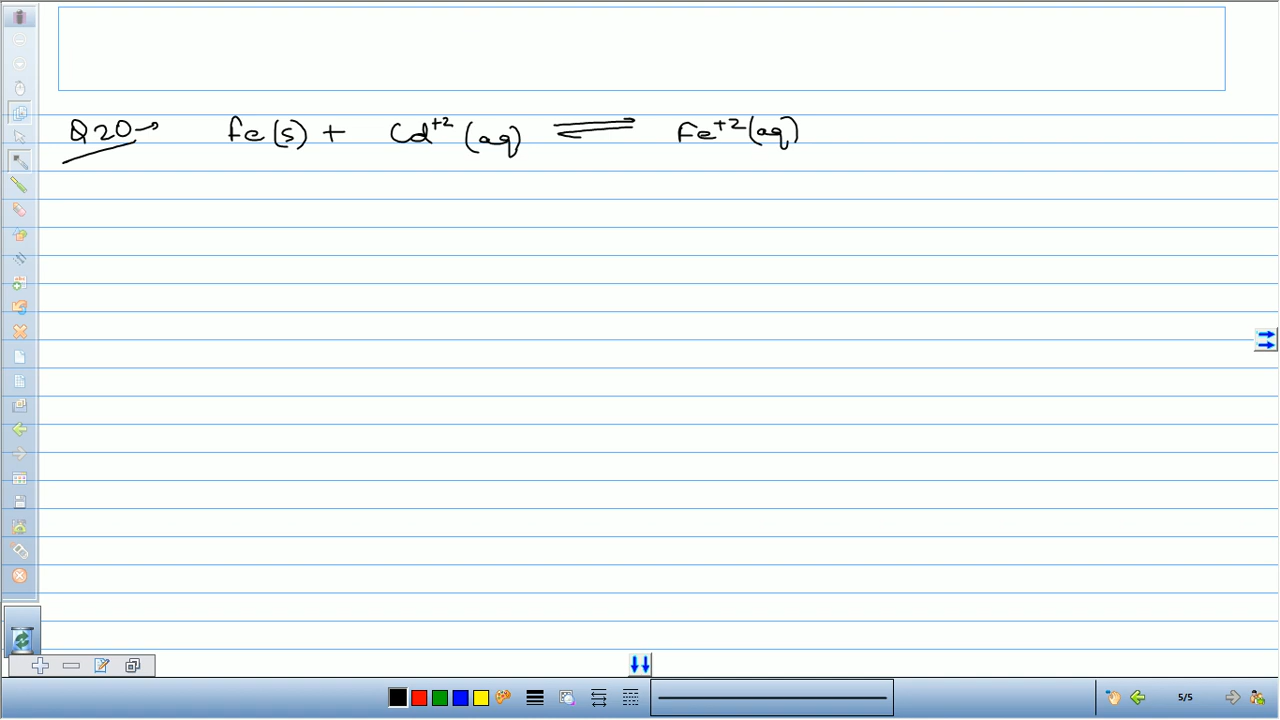 Q20→ Fe(s) + Cd⁺² (aq) ⇌ Fe⁺²(aq)
5/5